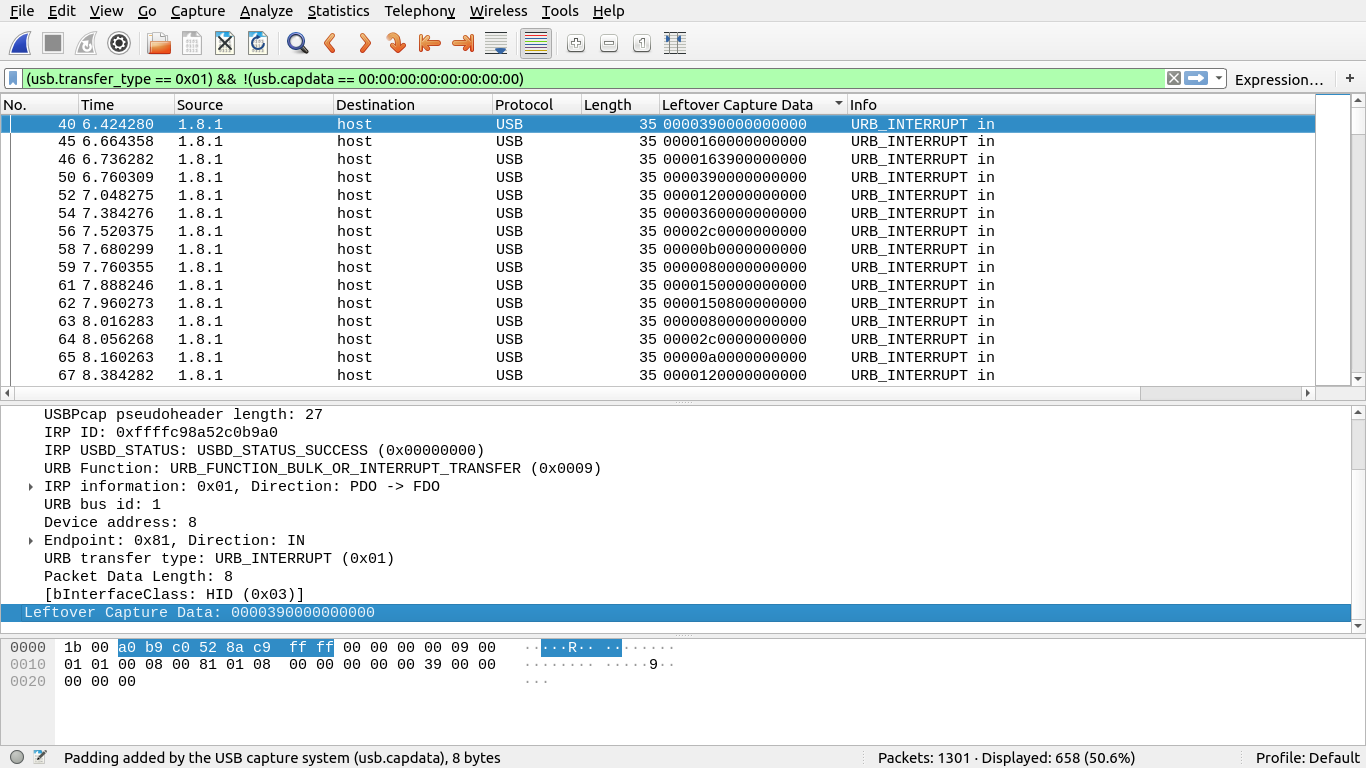 File Edit View Go Capture Analyze Statistics Telephony Wireless Tools Help
(usb.transfer_type == 0x01) && !(usb.capdata == 00:00:00:00:00:00:00:00) Expression… +
No. Time Source Destination Protocol Length Leftover Capture Data Info
40 6.424280 1.8.1 host USB 35 0000390000000000 URB_INTERRUPT in
45 6.664358 1.8.1 host USB 35 0000160000000000 URB_INTERRUPT in
46 6.736282 1.8.1 host USB 35 0000163900000000 URB_INTERRUPT in
50 6.760309 1.8.1 host USB 35 0000390000000000 URB_INTERRUPT in
52 7.048275 1.8.1 host USB 35 0000120000000000 URB_INTERRUPT in
54 7.384276 1.8.1 host USB 35 0000360000000000 URB_INTERRUPT in
56 7.520375 1.8.1 host USB 35 00002c0000000000 URB_INTERRUPT in
58 7.680299 1.8.1 host USB 35 00000b0000000000 URB_INTERRUPT in
59 7.760355 1.8.1 host USB 35 0000080000000000 URB_INTERRUPT in
61 7.888246 1.8.1 host USB 35 0000150000000000 URB_INTERRUPT in
62 7.960273 1.8.1 host USB 35 0000150800000000 URB_INTERRUPT in
63 8.016283 1.8.1 host USB 35 0000080000000000 URB_INTERRUPT in
64 8.056268 1.8.1 host USB 35 00002c0000000000 URB_INTERRUPT in
65 8.160263 1.8.1 host USB 35 00000a0000000000 URB_INTERRUPT in
67 8.384282 1.8.1 host USB 35 0000120000000000 URB_INTERRUPT in
USBPcap pseudoheader length: 27
IRP ID: 0xffffc98a52c0b9a0
IRP USBD_STATUS: USBD_STATUS_SUCCESS (0x00000000)
URB Function: URB_FUNCTION_BULK_OR_INTERRUPT_TRANSFER (0x0009)
IRP information: 0x01, Direction: PDO -> FDO
URB bus id: 1
Device address: 8
Endpoint: 0x81, Direction: IN
URB transfer type: URB_INTERRUPT (0x01)
Packet Data Length: 8
[bInterfaceClass: HID (0x03)]
Leftover Capture Data: 0000390000000000
0000 1b 00 a0 b9 c0 52 8a c9 ff ff 00 00 00 00 09 00 ·····R·· ········
0010 01 01 00 08 00 81 01 08 00 00 00 00 00 39 00 00 ········ ·····9··
0020 00 00 00 ···
Padding added by the USB capture system (usb.capdata), 8 bytes Packets: 1301 · Displayed: 658 (50.6%) Profile: Default